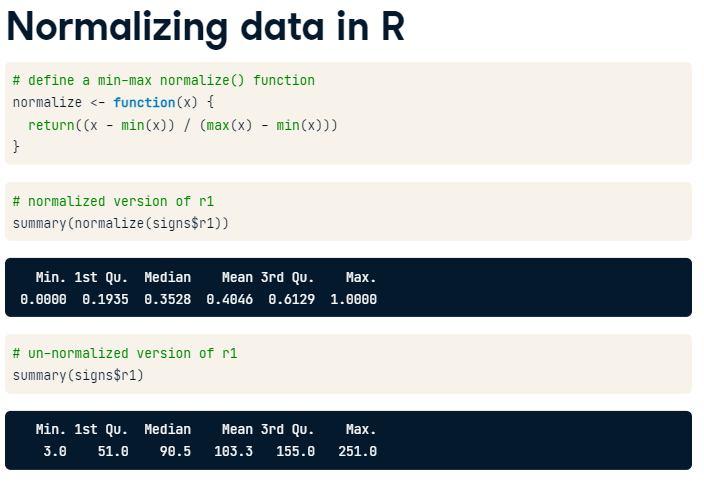 Normalizing data in R
# define a min-max normalize() function
normalize <- function(x) {
  return((x - min(x)) / (max(x) - min(x)))
}
# normalized version of r1
summary(normalize(signs$r1))
   Min. 1st Qu.  Median    Mean 3rd Qu.    Max.
 0.0000  0.1935  0.3528  0.4046  0.6129  1.0000
# un-normalized version of r1
summary(signs$r1)
   Min. 1st Qu.  Median    Mean 3rd Qu.    Max.
    3.0    51.0    90.5   103.3   155.0   251.0